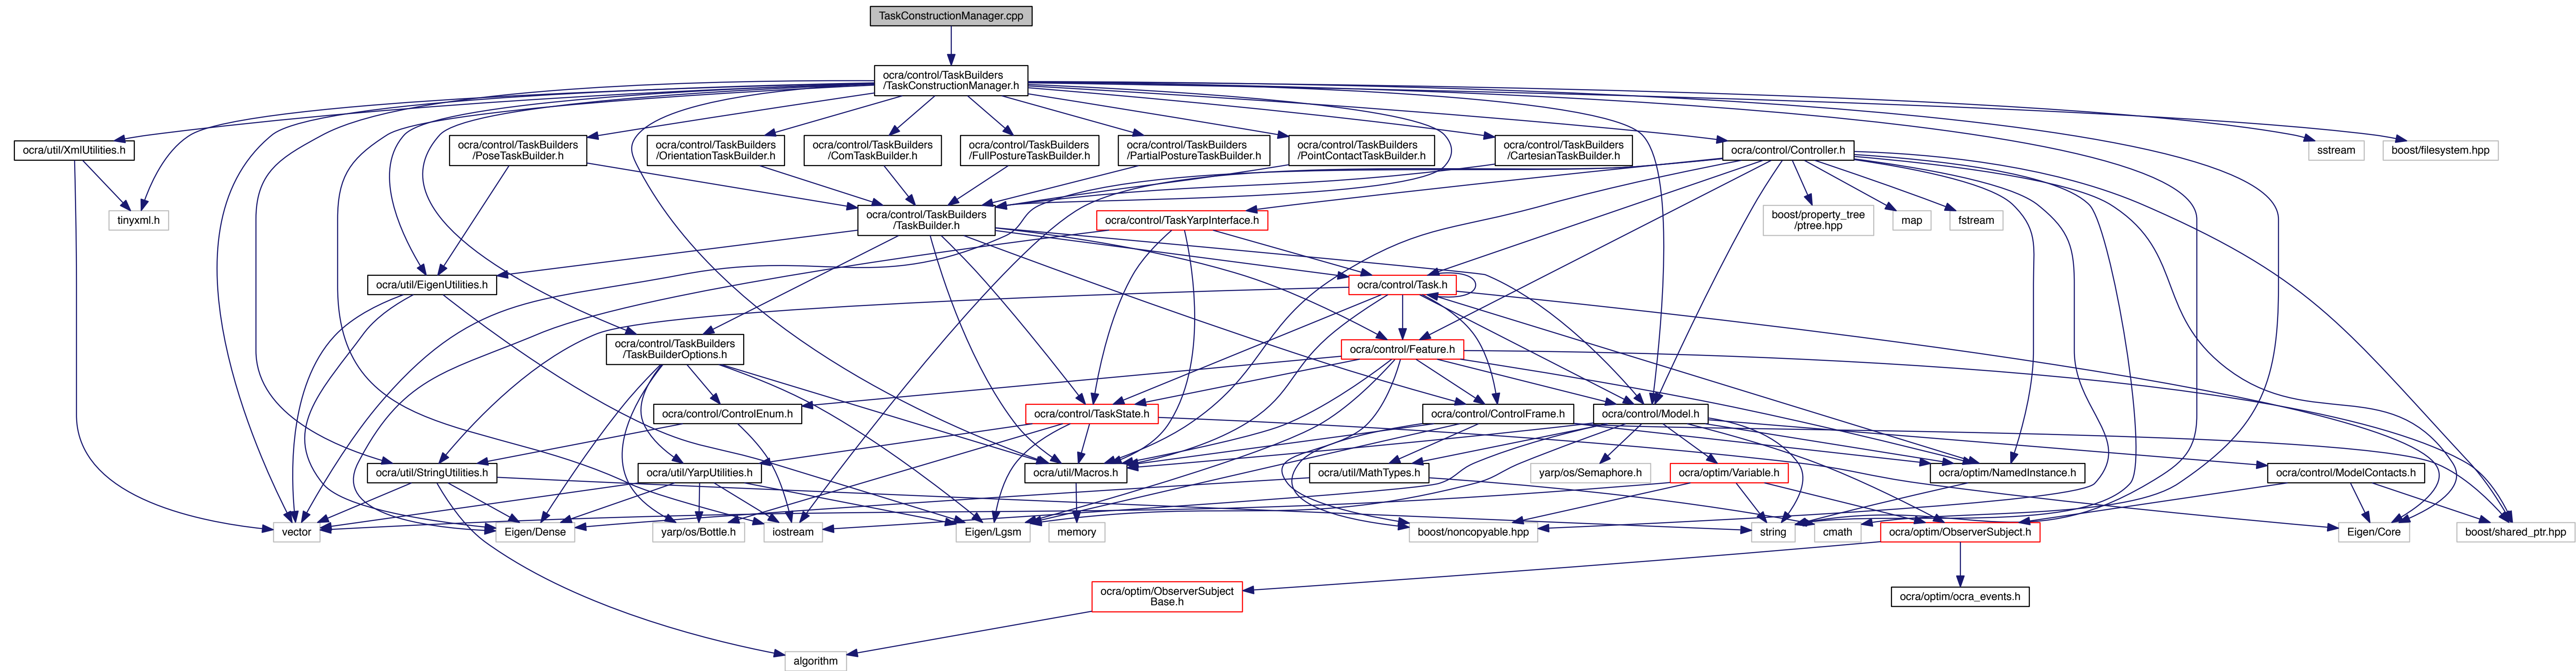 TaskConstructionManager.cpp
ocra/control/TaskBuilders
/TaskConstructionManager.h
ocra/util/XmlUtilities.h
ocra/control/TaskBuilders
/PoseTaskBuilder.h
ocra/control/TaskBuilders
/OrientationTaskBuilder.h
ocra/control/TaskBuilders
/ComTaskBuilder.h
ocra/control/TaskBuilders
/FullPostureTaskBuilder.h
ocra/control/TaskBuilders
/PartialPostureTaskBuilder.h
ocra/control/TaskBuilders
/PointContactTaskBuilder.h
ocra/control/TaskBuilders
/CartesianTaskBuilder.h
ocra/control/Controller.h
sstream
boost/filesystem.hpp
tinyxml.h
ocra/control/TaskBuilders
/TaskBuilder.h
ocra/control/TaskYarpInterface.h
boost/property_tree
/ptree.hpp
map
fstream
ocra/util/EigenUtilities.h
ocra/control/Task.h
ocra/control/TaskBuilders
/TaskBuilderOptions.h
ocra/control/Feature.h
ocra/control/ControlEnum.h
ocra/control/TaskState.h
ocra/control/ControlFrame.h
ocra/control/Model.h
ocra/util/StringUtilities.h
ocra/util/YarpUtilities.h
ocra/util/Macros.h
ocra/util/MathTypes.h
yarp/os/Semaphore.h
ocra/optim/Variable.h
ocra/optim/NamedInstance.h
ocra/control/ModelContacts.h
vector
Eigen/Dense
yarp/os/Bottle.h
iostream
Eigen/Lgsm
memory
boost/noncopyable.hpp
string
cmath
ocra/optim/ObserverSubject.h
Eigen/Core
boost/shared_ptr.hpp
ocra/optim/ObserverSubject
Base.h
ocra/optim/ocra_events.h
algorithm